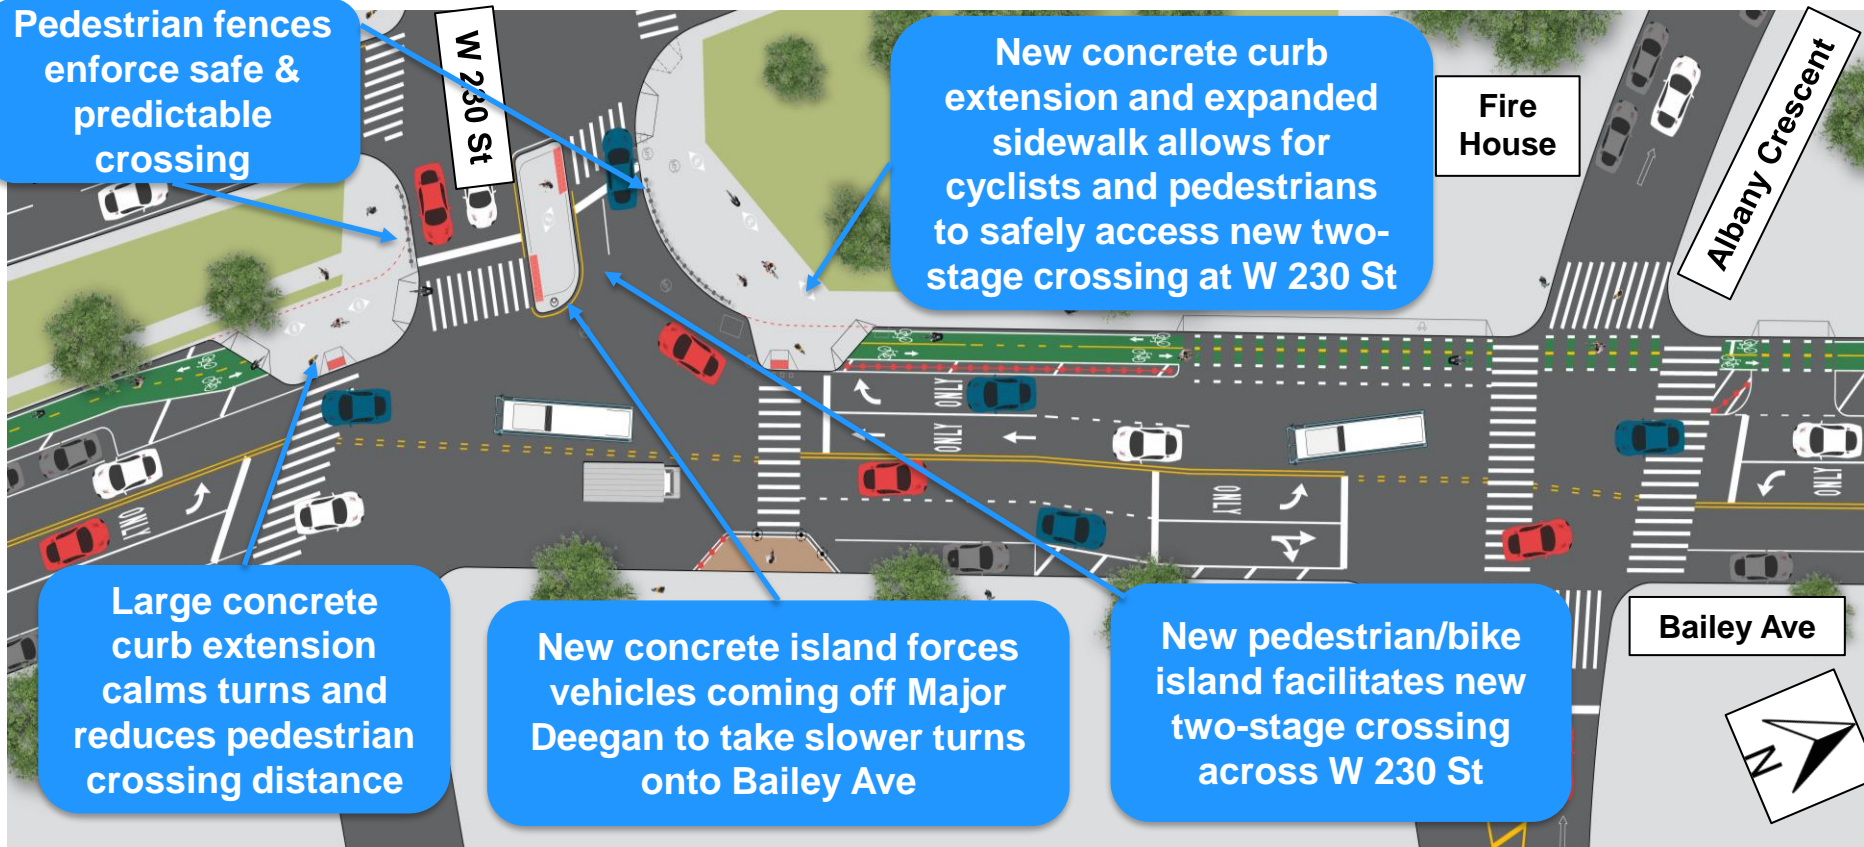 Pedestrian fences
enforce safe &
predictable
crossing
W 230 St
New concrete curb
extension and expanded
sidewalk allows for
cyclists and pedestrians
to safely access new two-
stage crossing at W 230 St
Fire
House
Albany Crescent
ONLY
ONLY
ONLY
ONLY
ONLY
Large concrete
curb extension
calms turns and
reduces pedestrian
crossing distance
New concrete island forces
vehicles coming off Major
Deegan to take slower turns
onto Bailey Ave
New pedestrian/bike
island facilitates new
two-stage crossing
across W 230 St
Bailey Ave
N